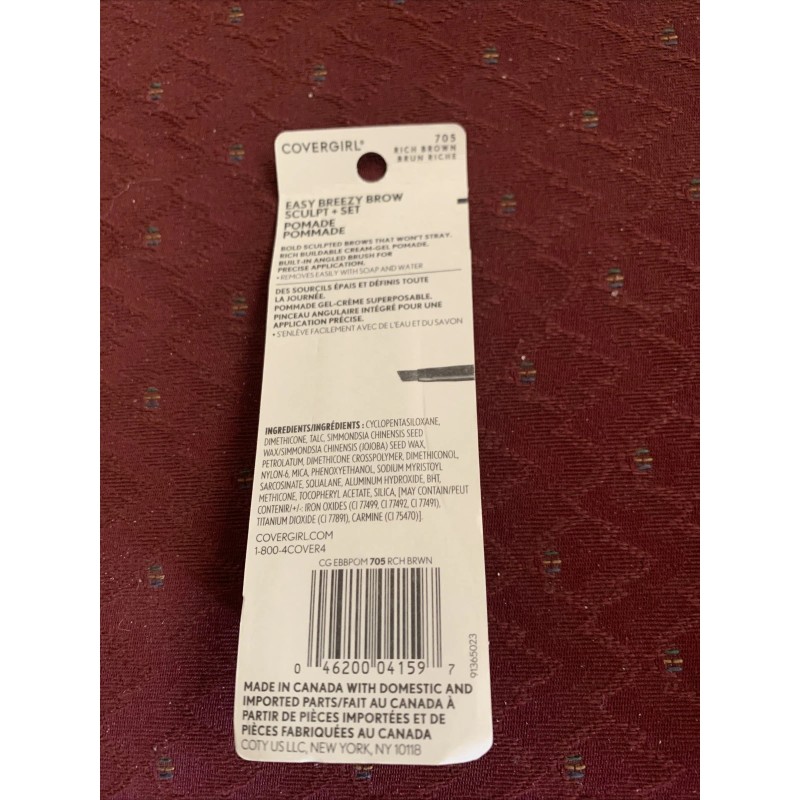 COVERGIRL®
705
RICH BROWN
BRUN RICHE
EASY BREEZY BROW
SCULPT + SET
POMADE
POMMADE
BOLD SCULPTED BROWS THAT WON'T STRAY.
RICH BUILDABLE CREAM-GEL POMADE.
BUILT-IN ANGLED BRUSH FOR
PRECISE APPLICATION.
• REMOVES EASILY WITH SOAP AND WATER
DES SOURCILS ÉPAIS ET DÉFINIS TOUTE
LA JOURNÉE.
POMMADE GEL-CRÈME SUPERPOSABLE.
PINCEAU ANGULAIRE INTÉGRÉ POUR UNE
APPLICATION PRÉCISE.
• S'ENLÈVE FACILEMENT AVEC DE L'EAU ET DU SAVON
INGREDIENTS/INGRÉDIENTS : CYCLOPENTASILOXANE,
DIMETHICONE, TALC, SIMMONDSIA CHINENSIS SEED
WAX/SIMMONDSIA CHINENSIS (JOJOBA) SEED WAX,
PETROLATUM, DIMETHICONE CROSSPOLYMER, DIMETHICONOL,
NYLON-6, MICA, PHENOXYETHANOL, SODIUM MYRISTOYL
SARCOSINATE, SQUALANE, ALUMINUM HYDROXIDE, BHT,
METHICONE, TOCOPHERYL ACETATE, SILICA, [MAY CONTAIN/PEUT
CONTENIR/+/-: IRON OXIDES (CI 77499, CI 77492, CI 77491),
TITANIUM DIOXIDE (CI 77891), CARMINE (CI 75470)].
COVERGIRL.COM
1-800-4COVER4
CG EBBPOM 705 RCH BRWN
0 46200 04159 7
91365023
MADE IN CANADA WITH DOMESTIC AND
IMPORTED PARTS/FAIT AU CANADA À
PARTIR DE PIÈCES IMPORTÉES ET DE
PIÈCES FABRIQUÉES AU CANADA
COTY US LLC, NEW YORK, NY 10118